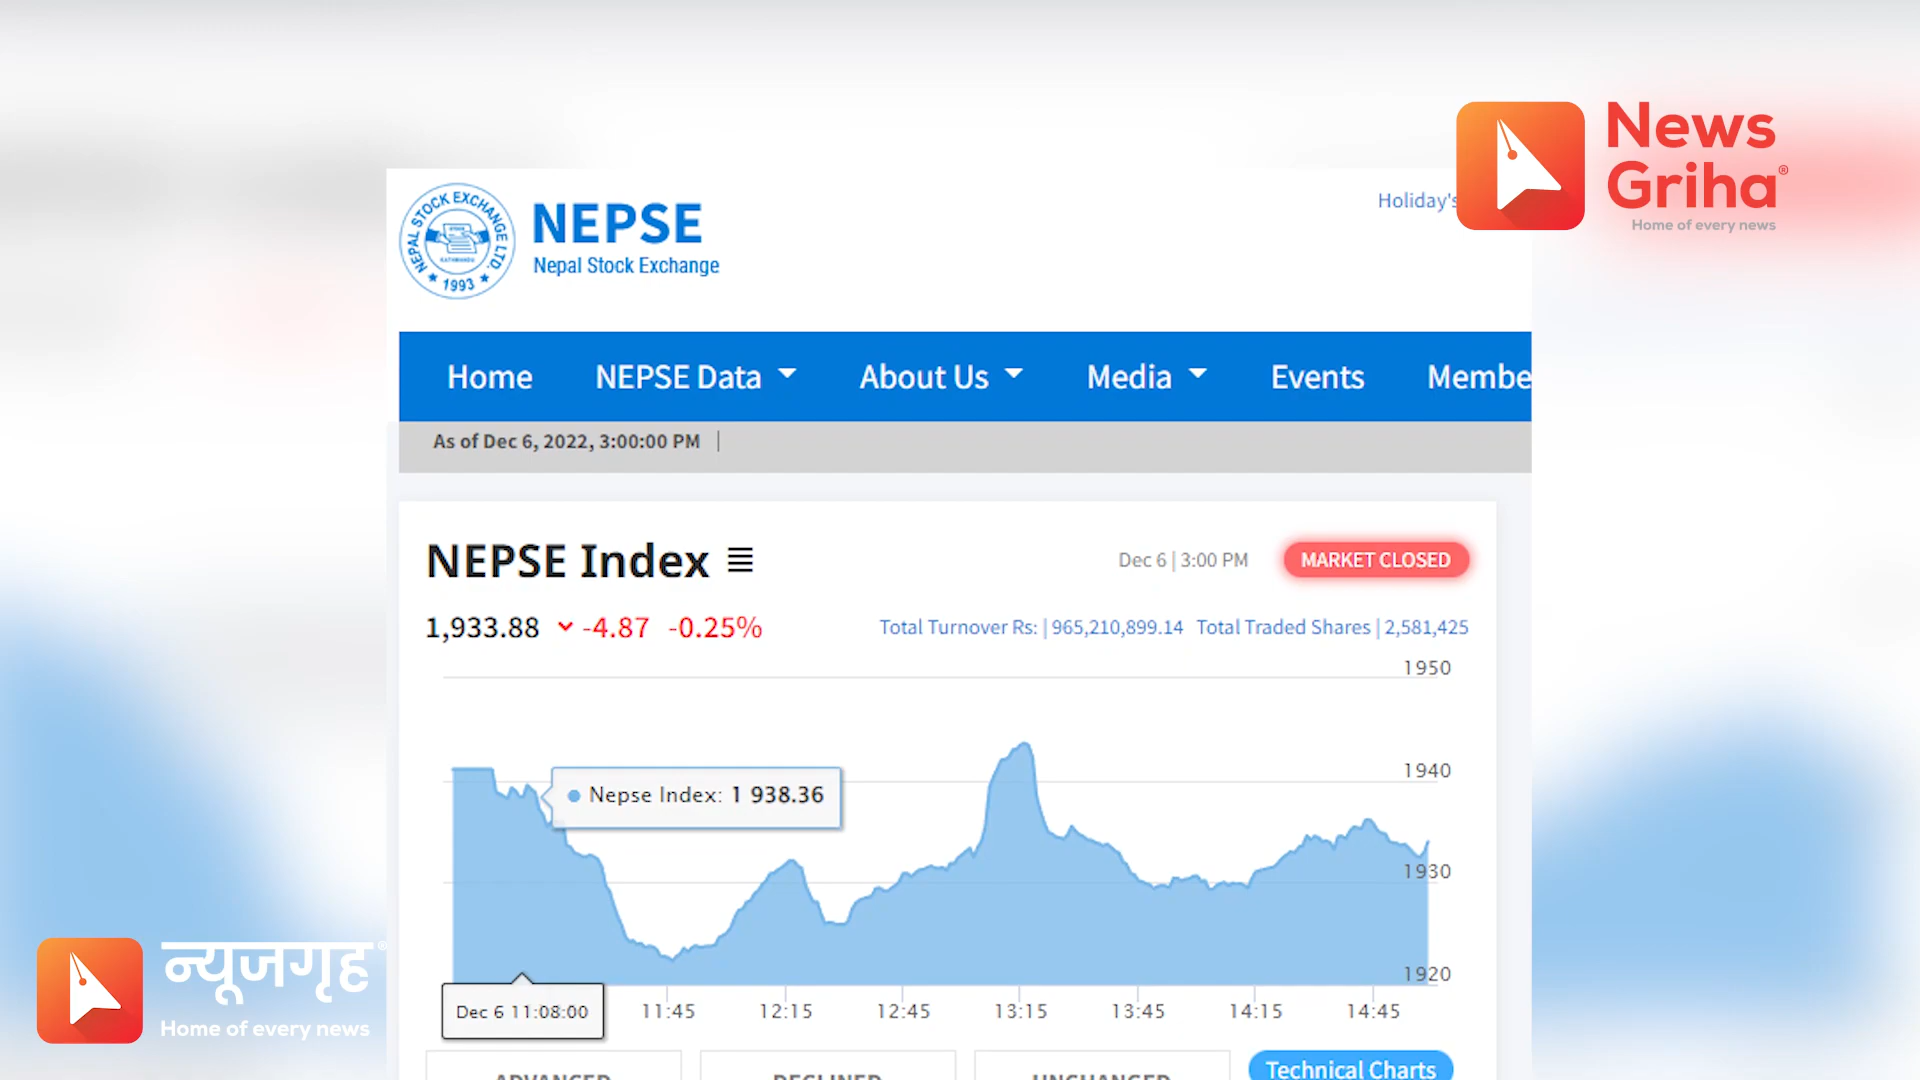 News
Griha®
Home of every news
NEPAL STOCK EXCHANGE LTD.
KATHMANDU
1993
NEPSE
Nepal Stock Exchange
Holiday's
Home NEPSE Data About Us Media Events Membe
As of Dec 6, 2022, 3:00:00 PM |
NEPSE Index
Dec 6 | 3:00 PM MARKET CLOSED
1,933.88 -4.87 -0.25%
Total Turnover Rs: | 965,210,899.14 Total Traded Shares | 2,581,425
1950
1940
Nepse Index: 1 938.36
1930
1920
Dec 6 11:08:00 11:45 12:15 12:45 13:15 13:45 14:15 14:45
ADVANCED DECLINED UNCHANGED Technical Charts
न्यूजगृह®
Home of every news